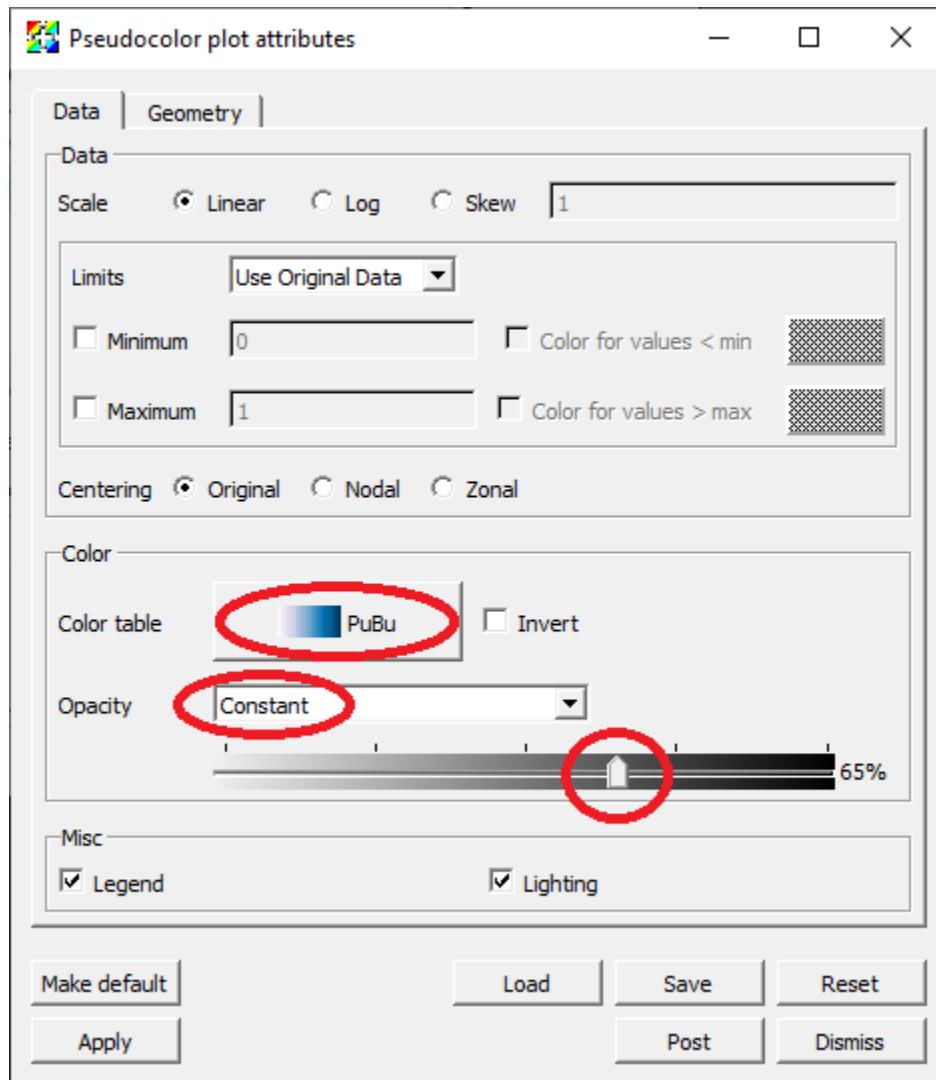 Pseudocolor plot attributes
Data Geometry
Data
Scale Linear Log Skew 1
Limits Use Original Data
Minimum 0 Color for values < min
Maximum 1 Color for values > max
Centering Original Nodal Zonal
Color
Color table PuBu Invert
Opacity Constant
65%
Misc
Legend Lighting
Make default Load Save Reset
Apply Post Dismiss